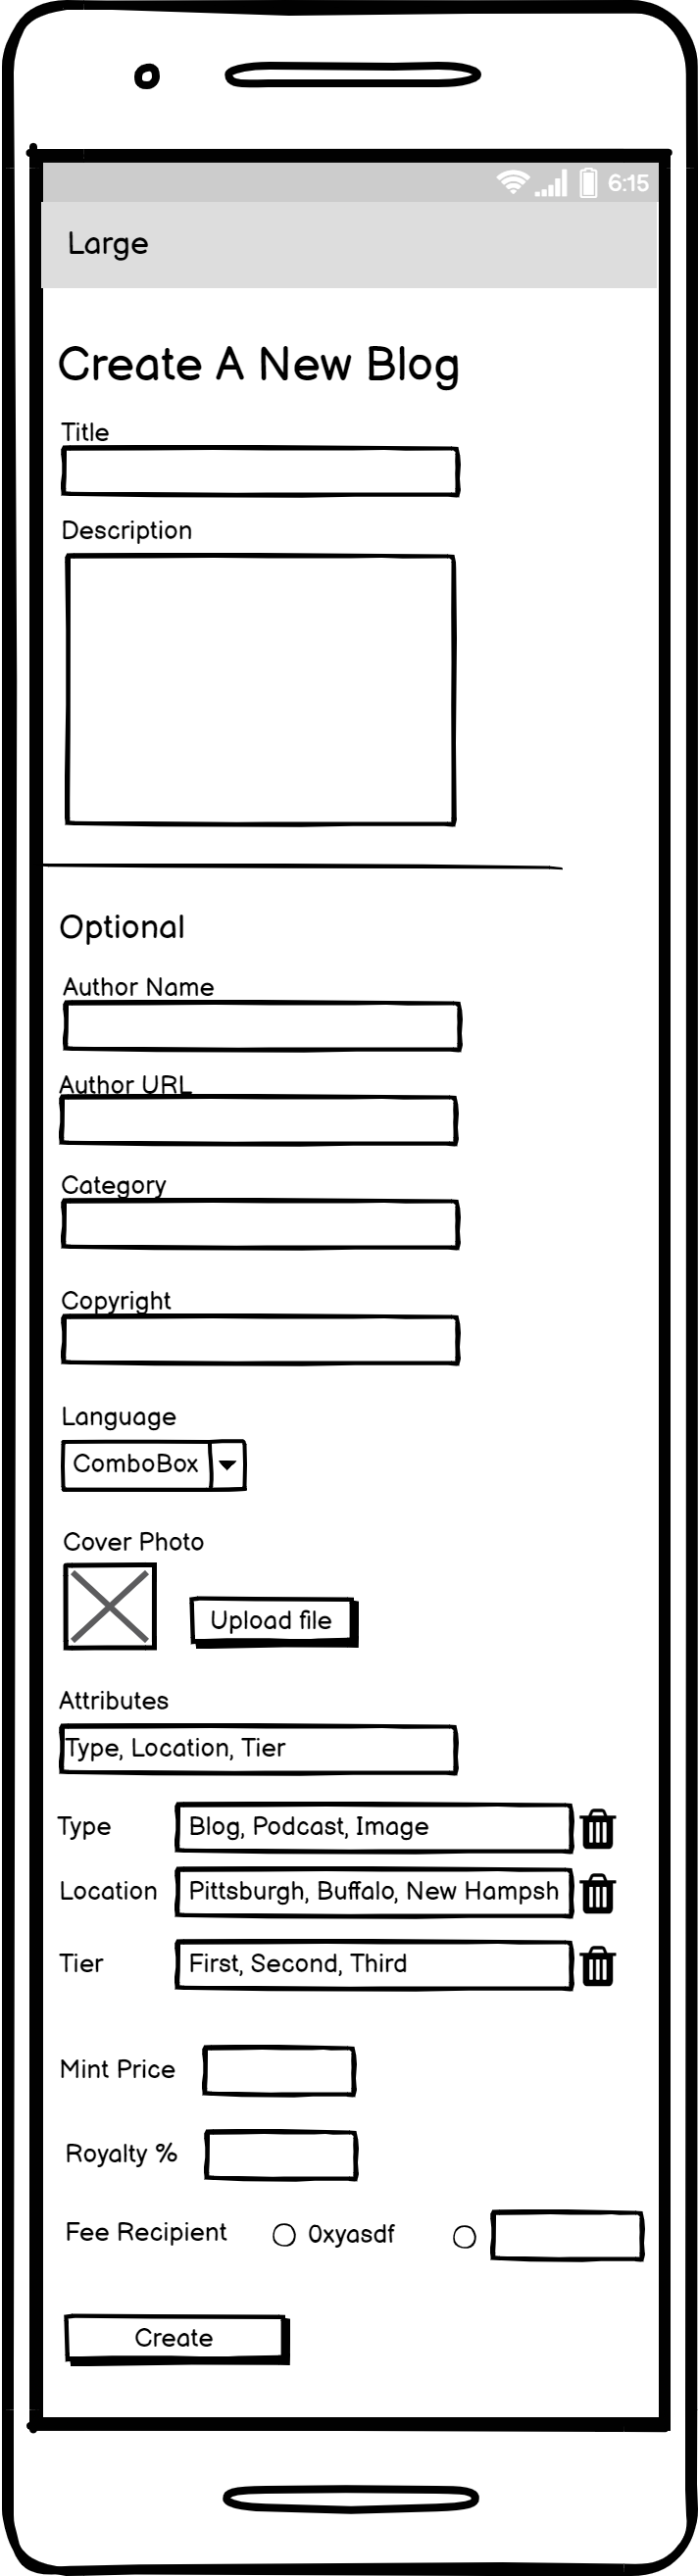 6:15
Large
Create A New Blog
Title
Description
Optional
Author Name
Author URL
Category
Copyright
Language
ComboBox
Cover Photo
Upload file
Attributes
Type, Location, Tier
Type Blog, Podcast, Image
Location Pittsburgh, Buffalo, New Hampsh
Tier First, Second, Third
Mint Price
Royalty %
Fee Recipient 0xyasdf
Create